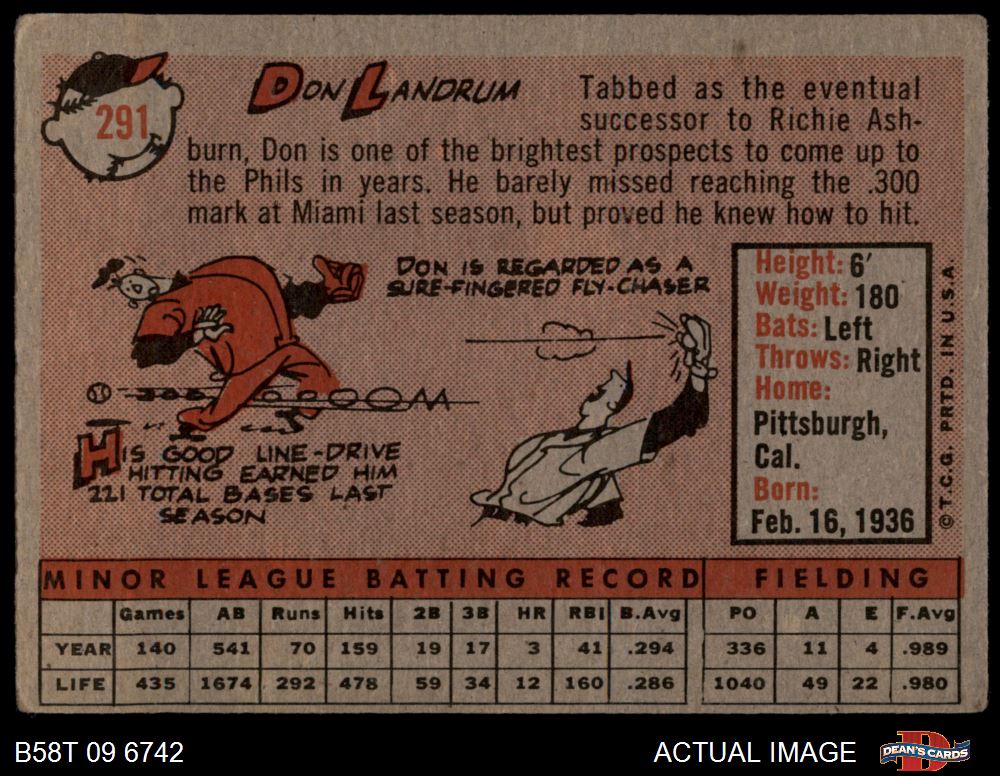 291
DON LANDRUM
Tabbed as the eventual
successor to Richie Ash-
burn, Don is one of the brightest prospects to come up to
the Phils in years. He barely missed reaching the .300
mark at Miami last season, but proved he knew how to hit.
DON IS REGARDED AS A
SURE-FINGERED FLY-CHASER
HIS GOOD LINE-DRIVE
HITTING EARNED HIM
221 TOTAL BASES LAST
SEASON
Height: 6'
Weight: 180
Bats: Left
Throws: Right
Home:
Pittsburgh,
Cal.
Born:
Feb. 16, 1936
© T.C.G. PRTD. IN U.S.A.
MINOR LEAGUE BATTING RECORD FIELDING
Games AB Runs Hits 2B 3B HR RBI B.Avg PO A E F.Avg
YEAR 140 541 70 159 19 17 3 41 .294 336 11 4 .989
LIFE 435 1674 292 478 59 34 12 160 .286 1040 49 22 .980
B58T 09 6742 ACTUAL IMAGE D DEAN'S CARDS